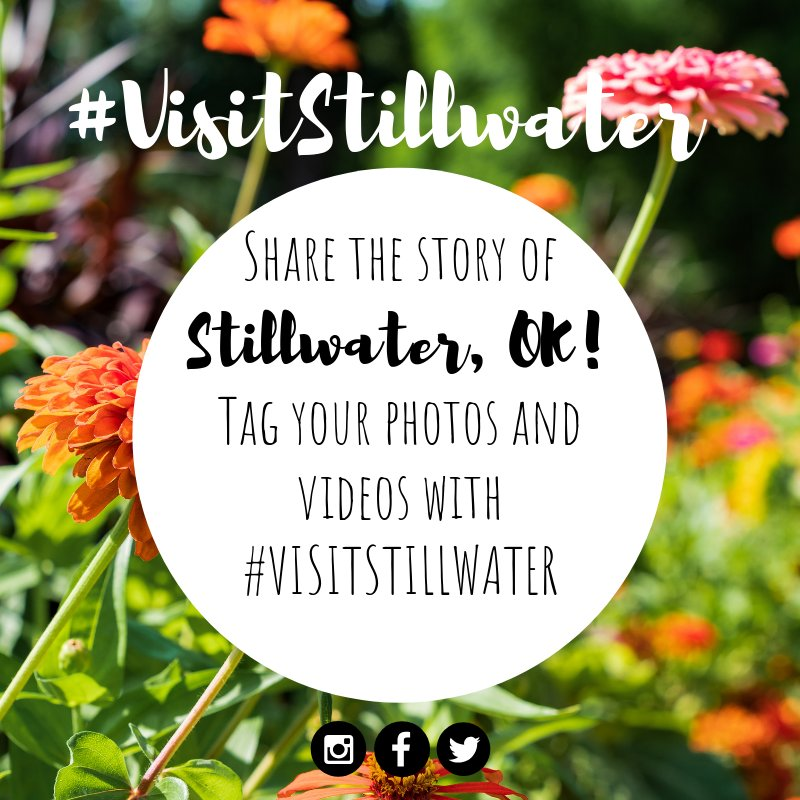 #VisitStillwater
Share the story of
Stillwater, OK!
Tag your photos and
videos with
#VISITSTILLWATER